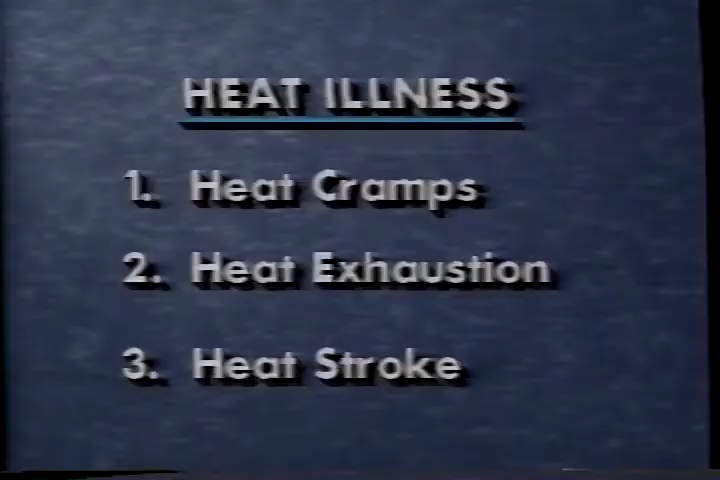 HEAT ILLNESS
1. Heat Cramps
2. Heat Exhaustion
3. Heat Stroke